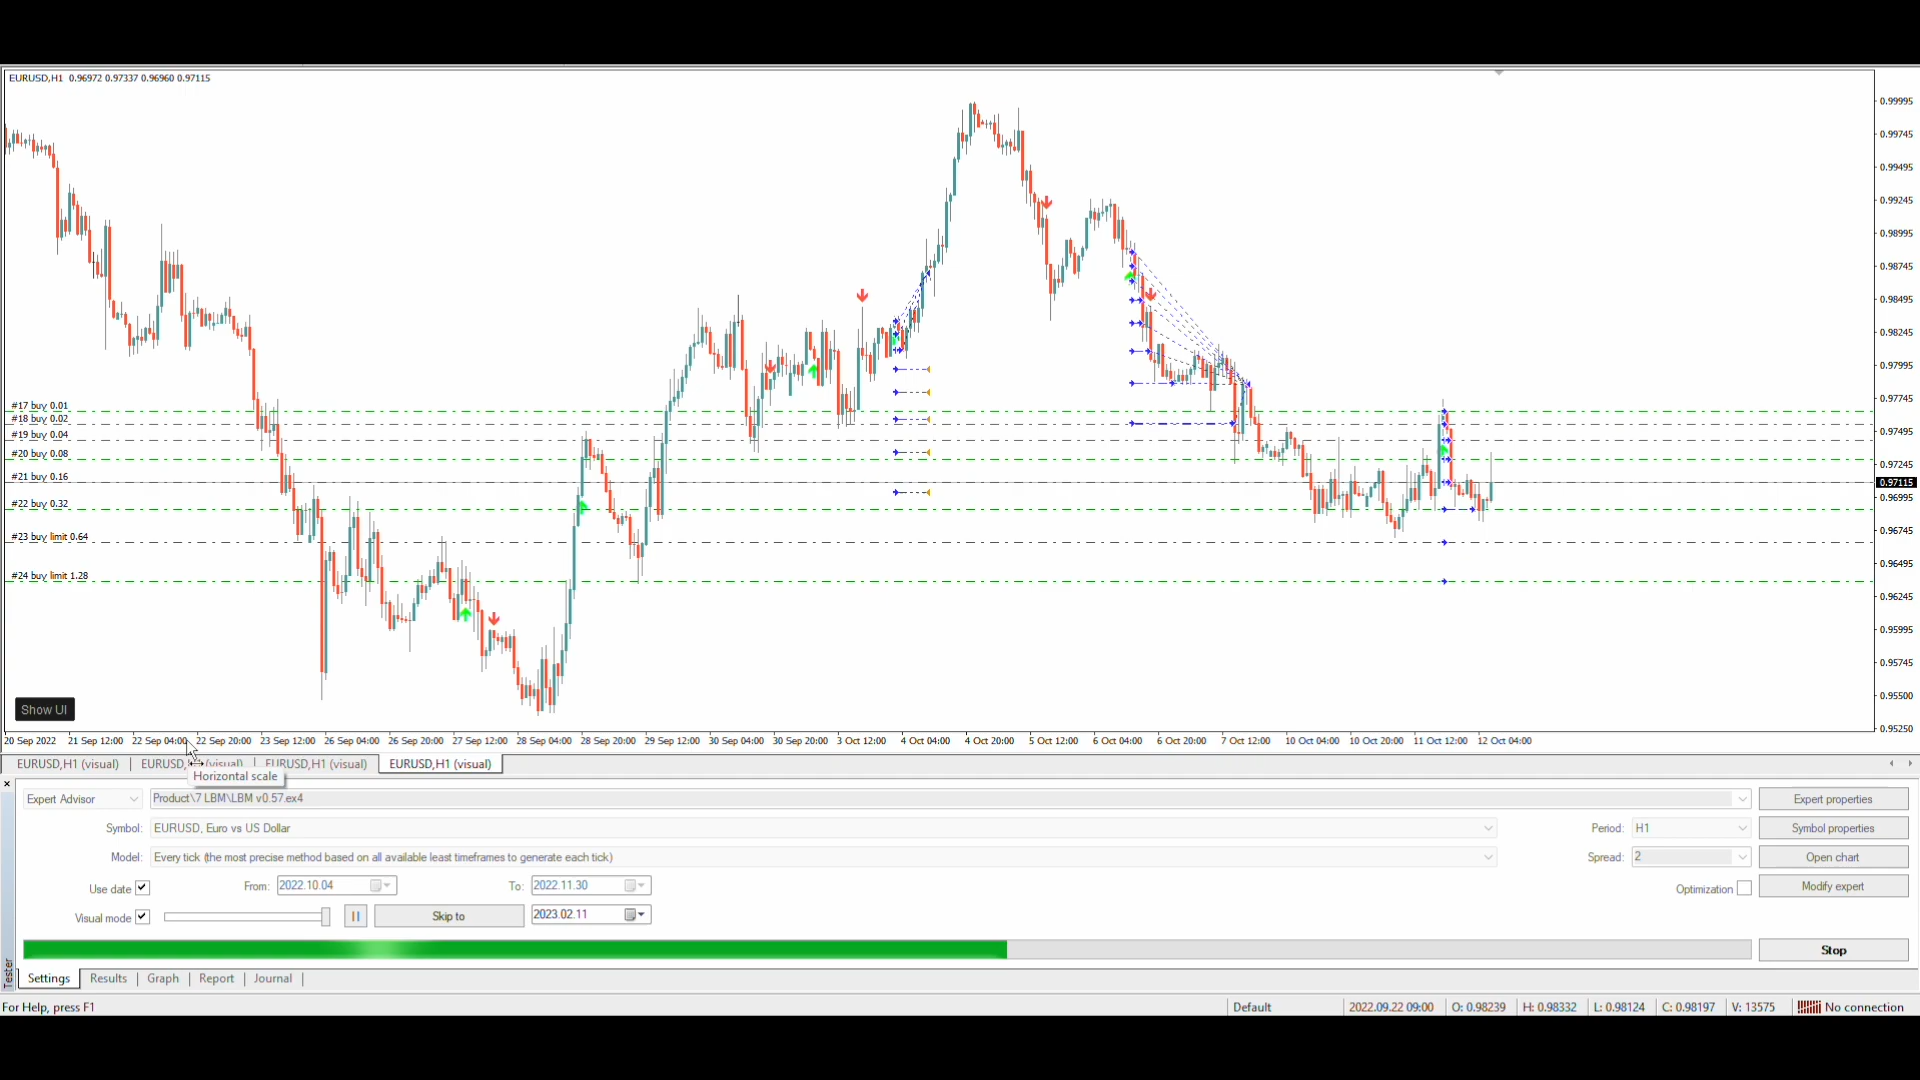 EURUSD,H1 0.96972 0.97337 0.96960 0.97115
0.99995
0.99745
0.99495
0.99245
0.98995
0.98745
0.98495
0.98245
0.97995
0.97745
0.97495
0.97245
0.97115
0.96995
0.96745
0.96495
0.96245
0.95995
0.95745
0.95500
0.95250
#17 buy 0.01
#18 buy 0.02
#19 buy 0.04
#20 buy 0.08
#21 buy 0.16
#22 buy 0.32
#23 buy limit 0.64
#24 buy limit 1.28
Show UI
20 Sep 2022 21 Sep 12:00 22 Sep 04:00 22 Sep 20:00 23 Sep 12:00 26 Sep 04:00 26 Sep 20:00 27 Sep 12:00 28 Sep 04:00 28 Sep 20:00 29 Sep 12:00 30 Sep 04:00 30 Sep 20:00 3 Oct 12:00 4 Oct 04:00 4 Oct 20:00 5 Oct 12:00 6 Oct 04:00 6 Oct 20:00 7 Oct 12:00 10 Oct 04:00 10 Oct 20:00 11 Oct 12:00 12 Oct 04:00
EURUSD,H1 (visual) EURUSD, (visual) EURUSD,H1 (visual) EURUSD,H1 (visual)
Horizontal scale
Expert Advisor Product\7 LBM\LBM v0.57.ex4 Expert properties
Symbol: EURUSD, Euro vs US Dollar Period: H1 Symbol properties
Model: Every tick (the most precise method based on all available least timeframes to generate each tick) Spread: 2 Open chart
Use date From: 2022.10.04 To: 2022.11.30 Optimization Modify expert
Visual mode Skip to 2023.02.11
Stop
Tester
Settings Results Graph Report Journal
For Help, press F1 Default 2022.09.22 09:00 O: 0.98239 H: 0.98332 L: 0.98124 C: 0.98197 V: 13575 No connection